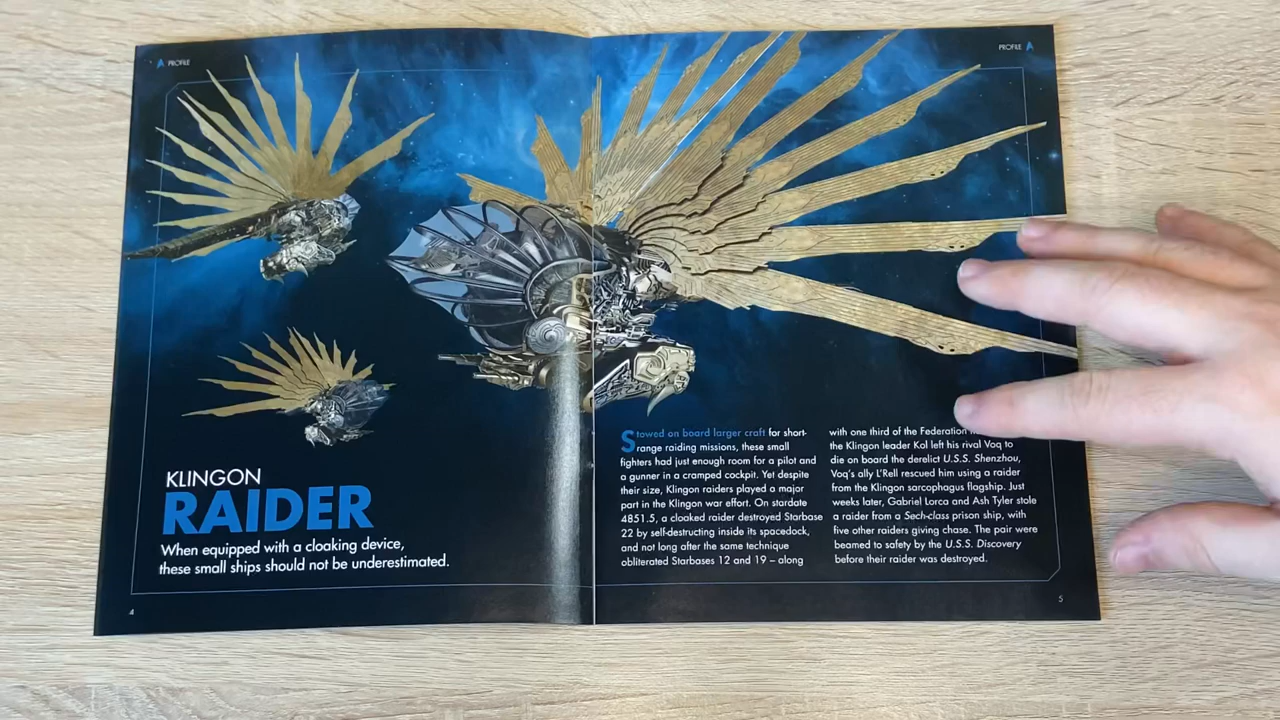 PROFILE
PROFILE
KLINGON
RAIDER
When equipped with a cloaking device,
these small ships should not be underestimated.
Stowed on board larger craft for short-
range raiding missions, these small
fighters had just enough room for a pilot and
a gunner in a cramped cockpit. Yet despite
their size, Klingon raiders played a major
part in the Klingon war effort. On stardate
4851.5, a cloaked raider destroyed Starbase
22 by self-destructing inside its spacedock,
and not long after the same technique
obliterated Starbases 12 and 19 – along
with one third of the Federation
the Klingon leader Kol left his rival Voq to
die on board the derelict U.S.S. Shenzhou,
Voq's ally L'Rell rescued him using a raider
from the Klingon sarcophagus flagship. Just
weeks later, Gabriel Lorca and Ash Tyler stole
a raider from a Sech-class prison ship, with
five other raiders giving chase. The pair were
beamed to safety by the U.S.S. Discovery
before their raider was destroyed.
4
5